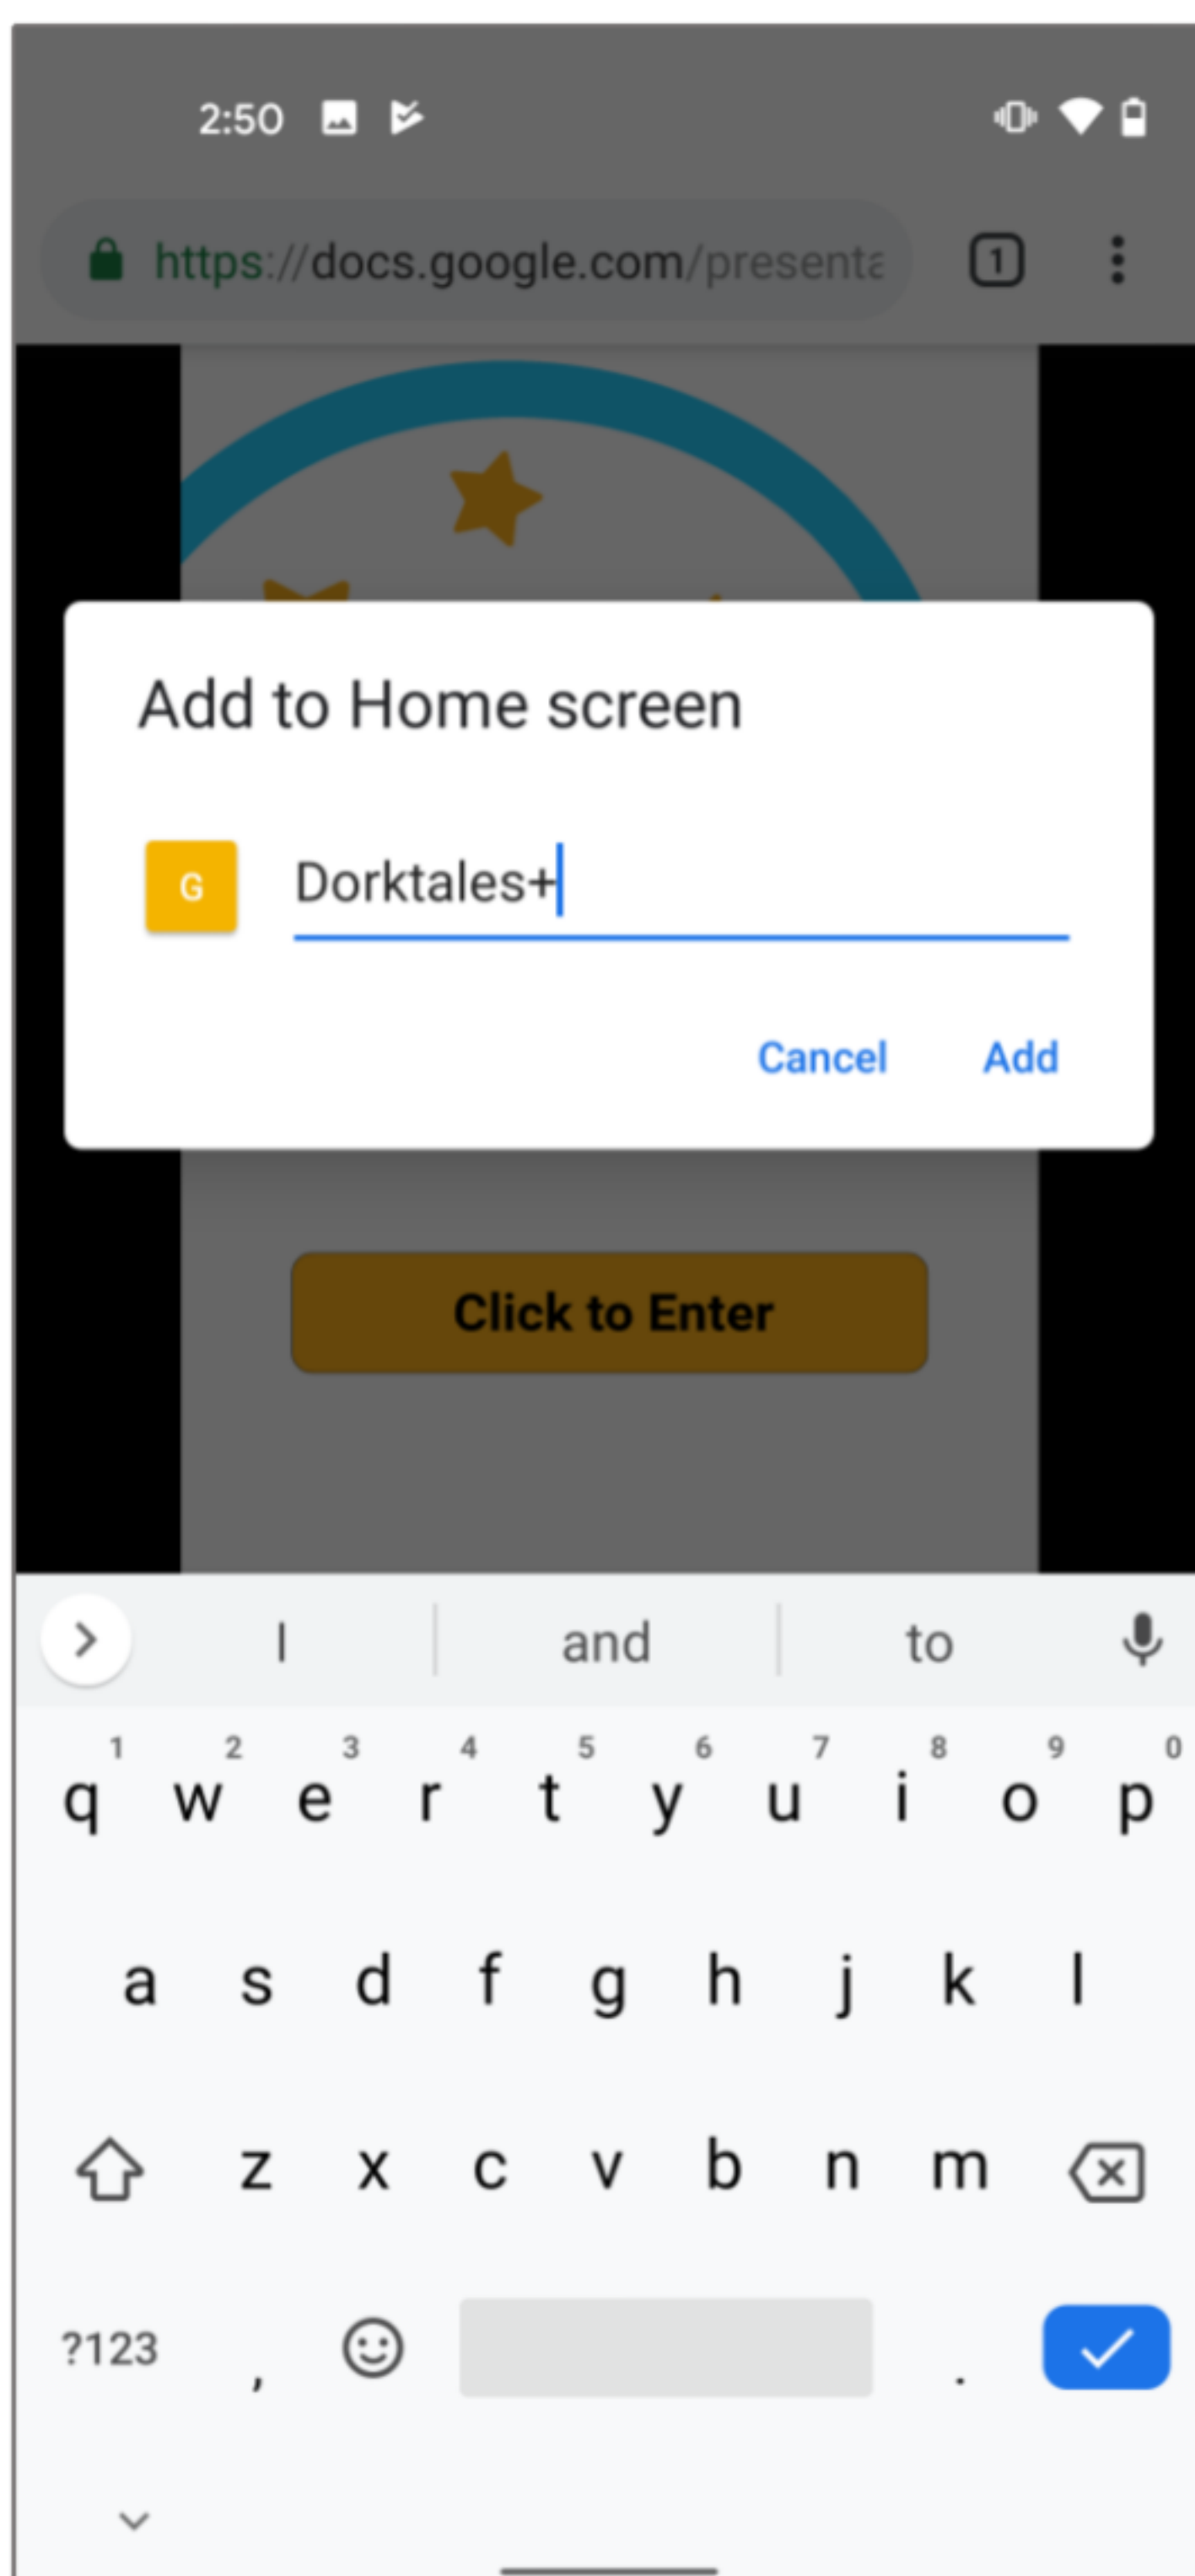 2:50
https://docs.google.com/presenta
1
Add to Home screen
G
Dorktales+
Cancel Add
Click to Enter
I and to
1 2 3 4 5 6 7 8 9 0
q w e r t y u i o p
a s d f g h j k l
z x c v b n m
?123 , .